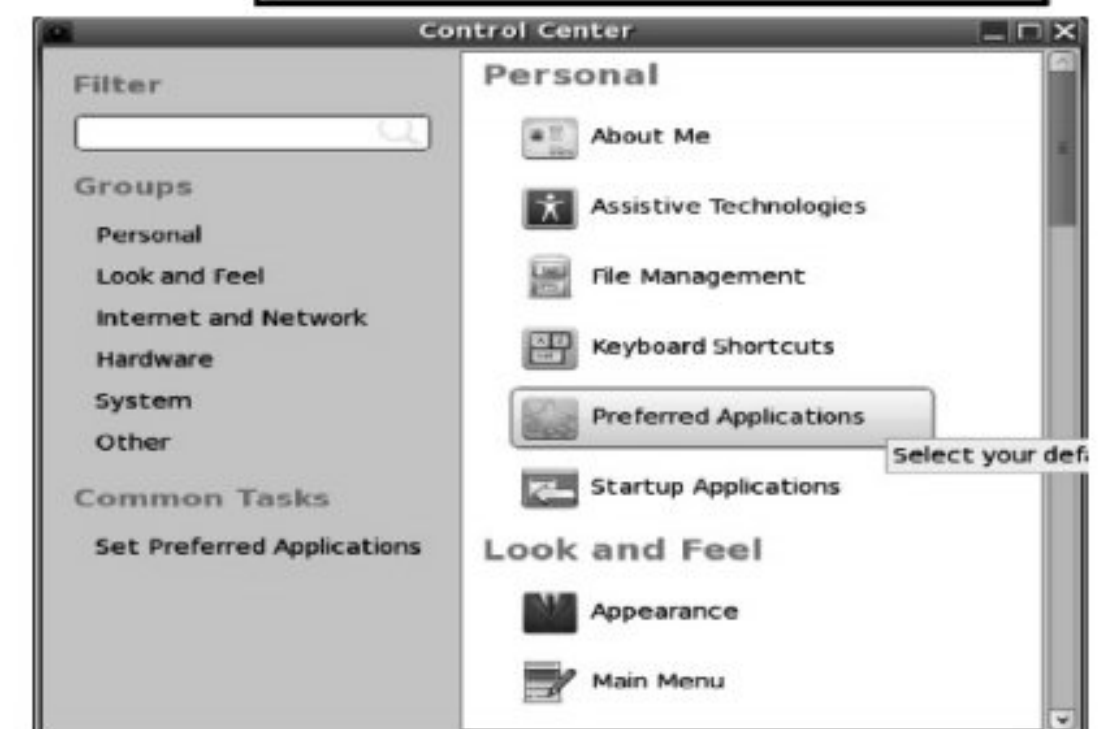 Control Center
Filter
Groups
Personal
Look and Feel
Internet and Network
Hardware
System
Other
Common Tasks
Set Preferred Applications
Personal
About Me
Assistive Technologies
File Management
Keyboard Shortcuts
Preferred Applications
Select your defa
Startup Applications
Look and Feel
Appearance
Main Menu